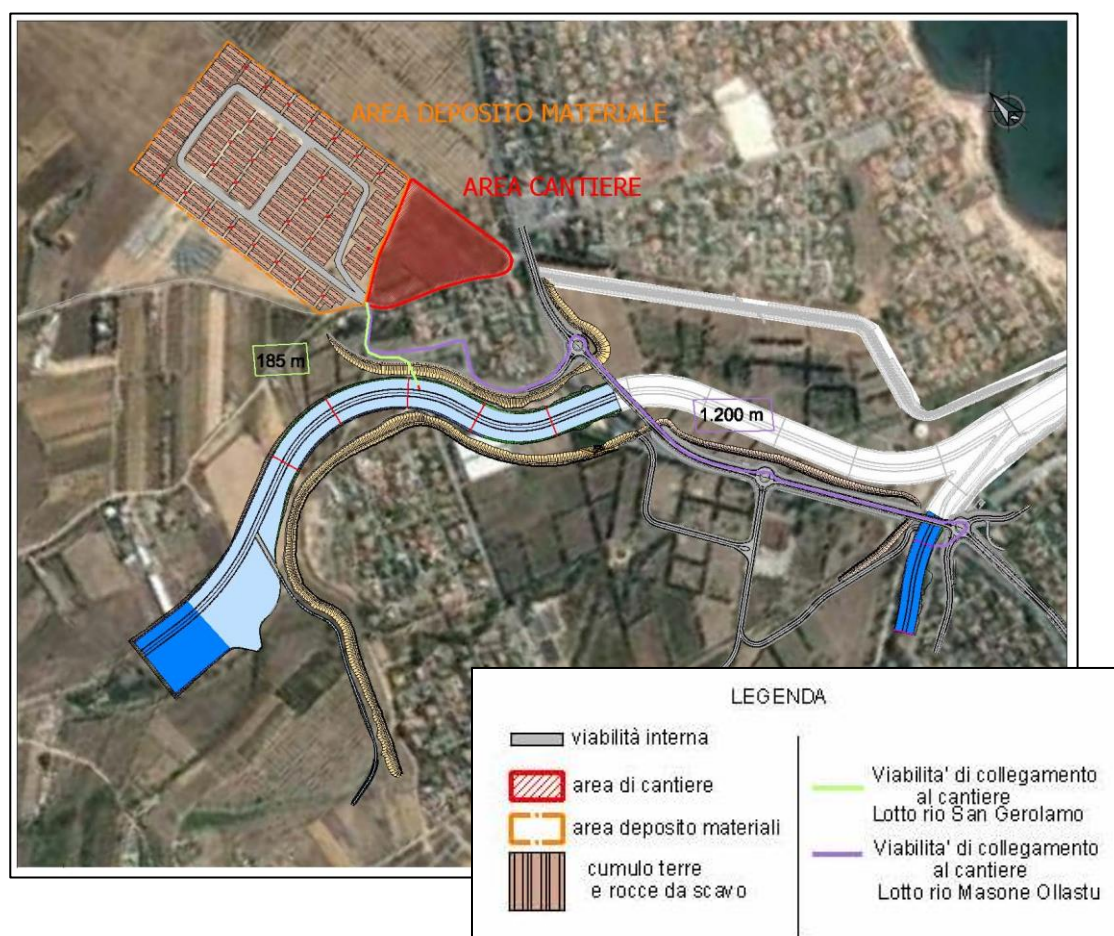 AREA DEPOSITO MATERIALE
AREA CANTIERE
185 m
1.200 m
LEGENDA
viabilità interna
area di cantiere
area deposito materiali
cumulo terre
e rocce da scavo
Viabilita' di collegamento
al cantiere
Lotto rio San Gerolamo
Viabilita' di collegamento
al cantiere
Lotto rio Masone Ollastu